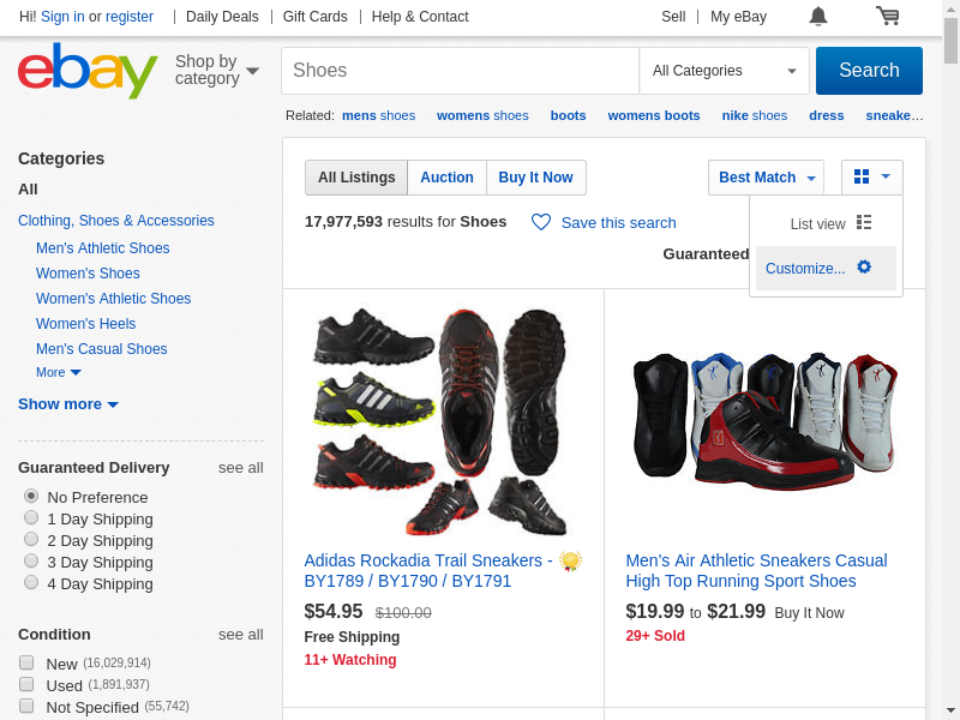 Hi! Sign in or register | Daily Deals | Gift Cards | Help & Contact Sell | My eBay
ebay
Shop by category
Shoes
All Categories
Search
Related: mens shoes womens shoes boots womens boots nike shoes dress sneake...
Categories
All
Clothing, Shoes & Accessories
Men's Athletic Shoes
Women's Shoes
Women's Athletic Shoes
Women's Heels
Men's Casual Shoes
More
Show more
Guaranteed Delivery see all
No Preference
1 Day Shipping
2 Day Shipping
3 Day Shipping
4 Day Shipping
Condition see all
New (16,029,914)
Used (1,891,937)
Not Specified (55,742)
All Listings Auction Buy It Now
Best Match
17,977,593 results for Shoes
Save this search
List view
Customize...
Guaranteed
Adidas Rockadia Trail Sneakers -
BY1789 / BY1790 / BY1791
$54.95 $100.00
Free Shipping
11+ Watching
Men's Air Athletic Sneakers Casual
High Top Running Sport Shoes
$19.99 to $21.99 Buy It Now
29+ Sold